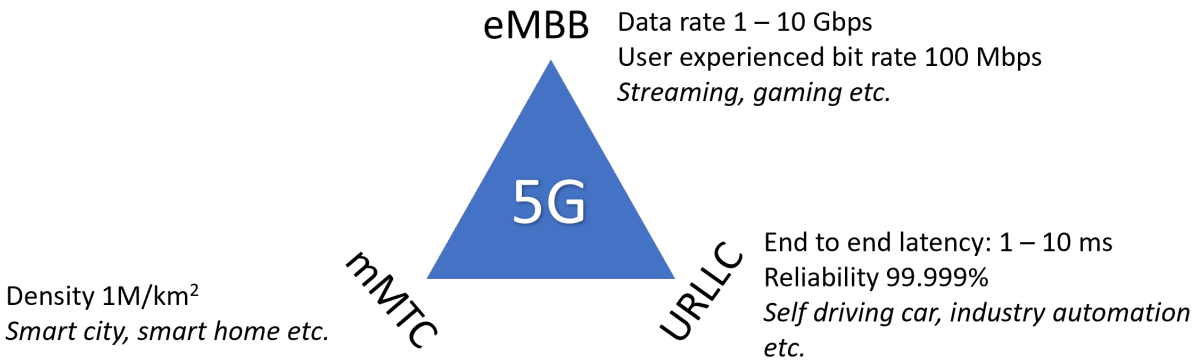 eMBB
Data rate 1 – 10 Gbps
User experienced bit rate 100 Mbps
Streaming, gaming etc.
5G
mMTC
Density 1M/km²
Smart city, smart home etc.
URLLC
End to end latency: 1 – 10 ms
Reliability 99.999%
Self driving car, industry automation
etc.